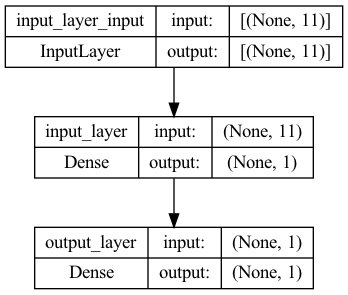 input_layer_input input: [(None, 11)]
InputLayer output: [(None, 11)]
input_layer input: (None, 11)
Dense output: (None, 1)
output_layer input: (None, 1)
Dense output: (None, 1)